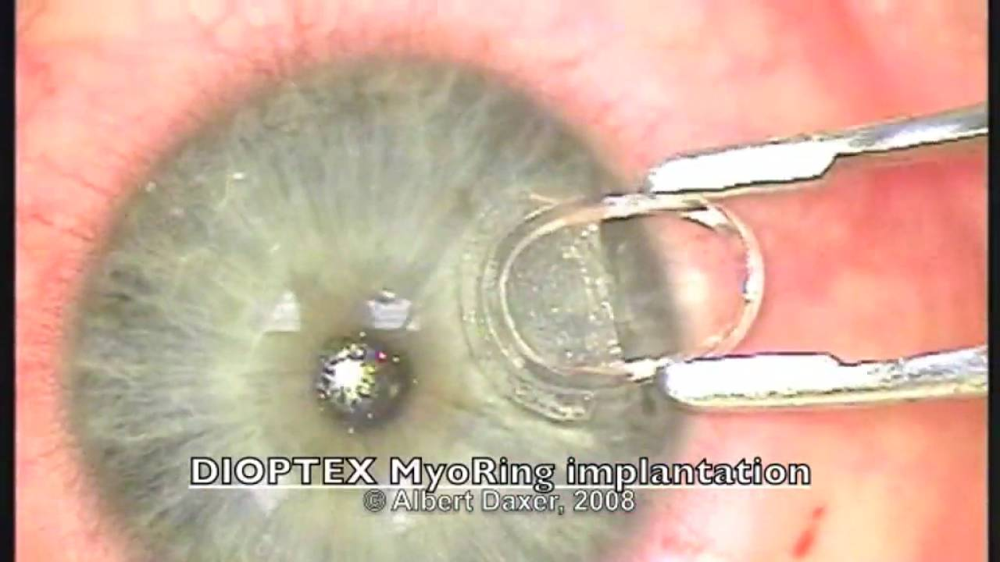 DIOPTEX MyoRing implantation
© Albert Daxer, 2008